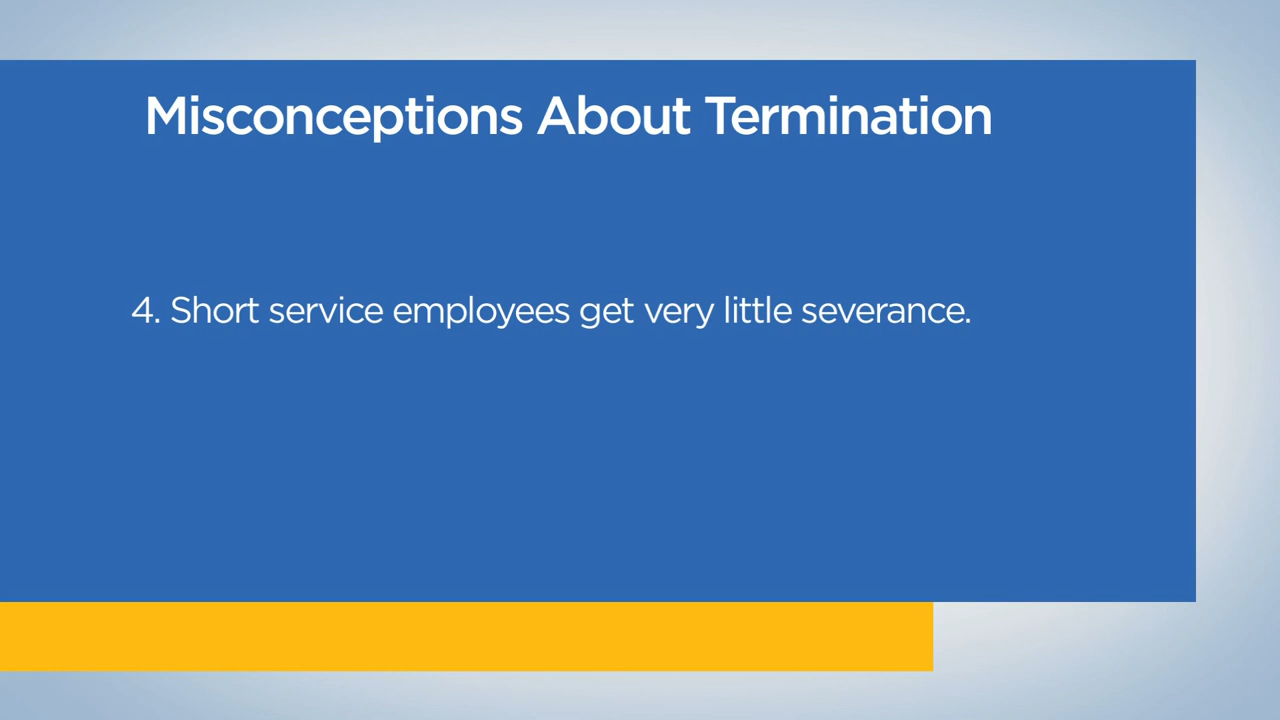 Misconceptions About Termination
4. Short service employees get very little severance.